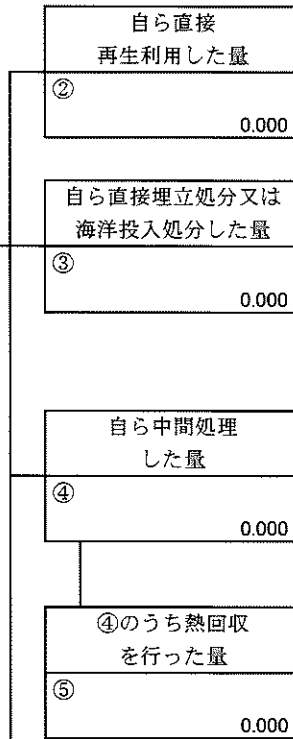 自ら直接
再生利用した量
②
0.000
自ら直接埋立処分又は
海洋投入処分した量
③
0.000
自ら中間処理
した量
④
0.000
④のうち熱回収
を行った量
⑤
0.000